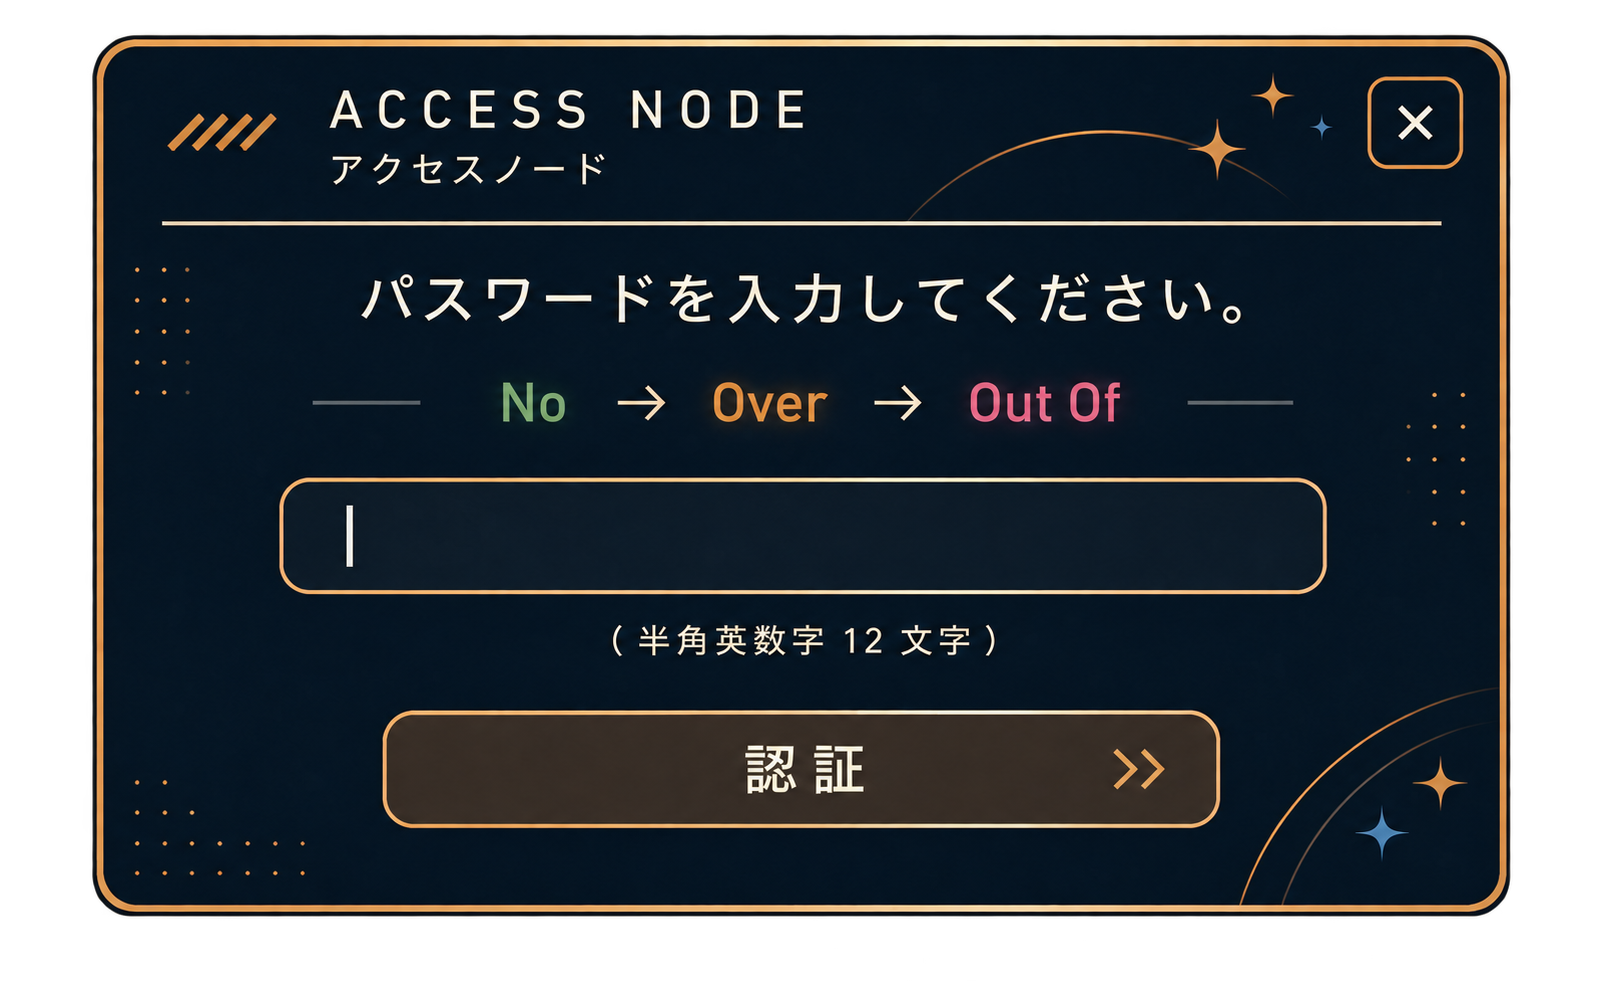 ACCESS NODE
アクセスノード
パスワードを入力してください。
No → Over → Out Of
( 半角英数字 12 文字 )
認証